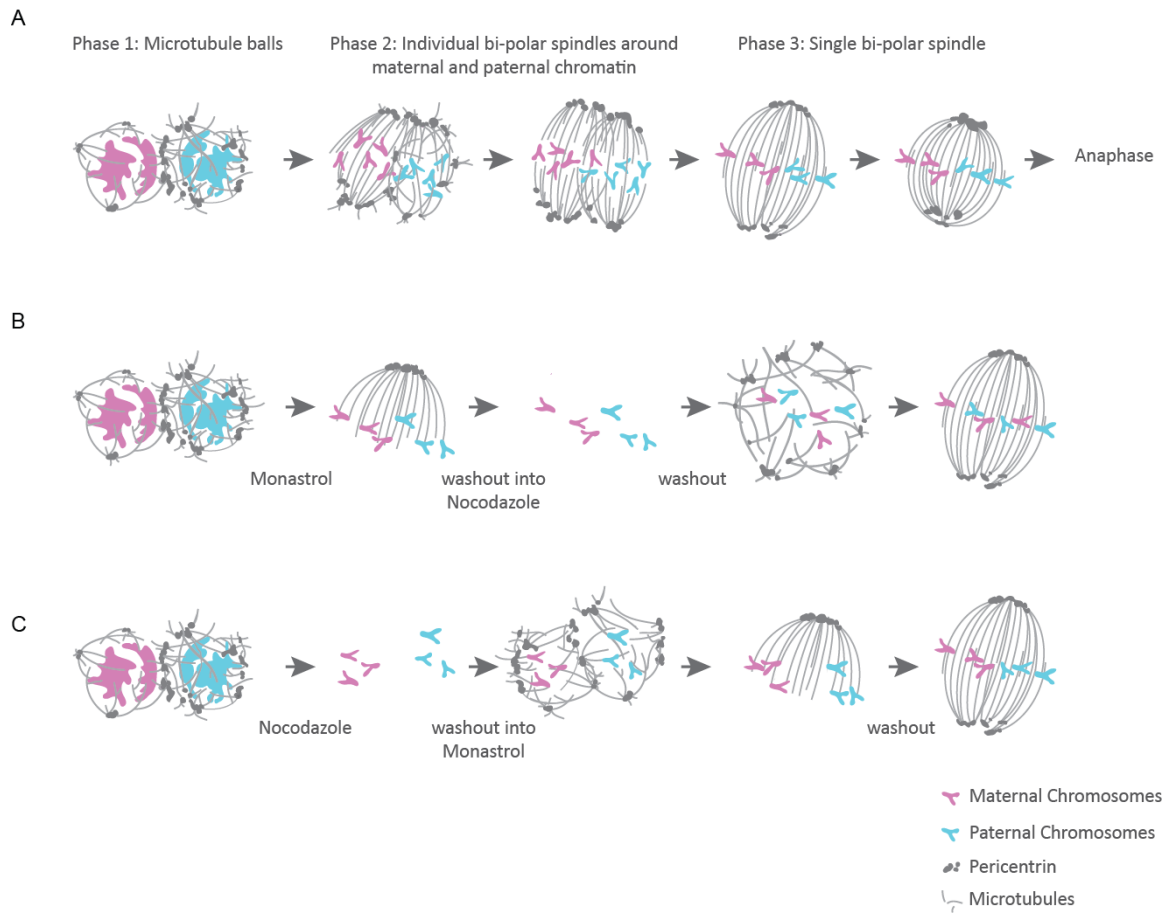 A
Phase 1: Microtubule balls
Phase 2: Individual bi-polar spindles around
maternal and paternal chromatin
Phase 3: Single bi-polar spindle
Anaphase
B
Monastrol
washout into
Nocodazole
washout
C
Nocodazole
washout into
Monastrol
washout
Maternal Chromosomes
Paternal Chromosomes
Pericentrin
Microtubules